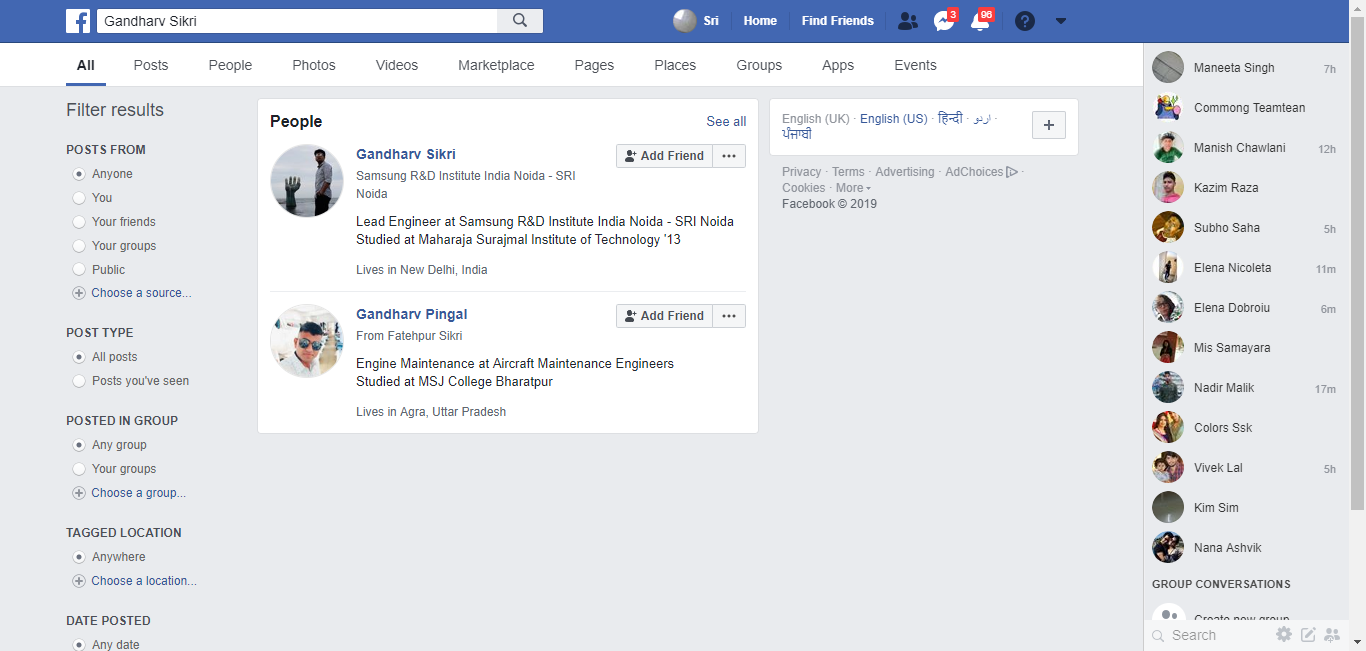 Gandharv Sikri
Sri
Home
Find Friends
3
96
All
Posts
People
Photos
Videos
Marketplace
Pages
Places
Groups
Apps
Events
Filter results
POSTS FROM
Anyone
You
Your friends
Your groups
Public
Choose a source...
POST TYPE
All posts
Posts you've seen
POSTED IN GROUP
Any group
Your groups
Choose a group...
TAGGED LOCATION
Anywhere
Choose a location...
DATE POSTED
Any date
People
See all
Gandharv Sikri
Add Friend
Samsung R&D Institute India Noida - SRI
Noida
Lead Engineer at Samsung R&D Institute India Noida - SRI Noida
Studied at Maharaja Surajmal Institute of Technology '13
Lives in New Delhi, India
Gandharv Pingal
Add Friend
From Fatehpur Sikri
Engine Maintenance at Aircraft Maintenance Engineers
Studied at MSJ College Bharatpur
Lives in Agra, Uttar Pradesh
English (UK) · English (US) · हिन्दी · اردو ·
ਪੰਜਾਬੀ
Privacy · Terms · Advertising · AdChoices ·
Cookies · More
Facebook © 2019
Maneeta Singh 7h
Commong Teamtean
Manish Chawlani 12h
Kazim Raza
Subho Saha 5h
Elena Nicoleta 11m
Elena Dobroiu 6m
Mis Samayara
Nadir Malik 17m
Colors Ssk
Vivek Lal 5h
Kim Sim
Nana Ashvik
GROUP CONVERSATIONS
Create new group
Search